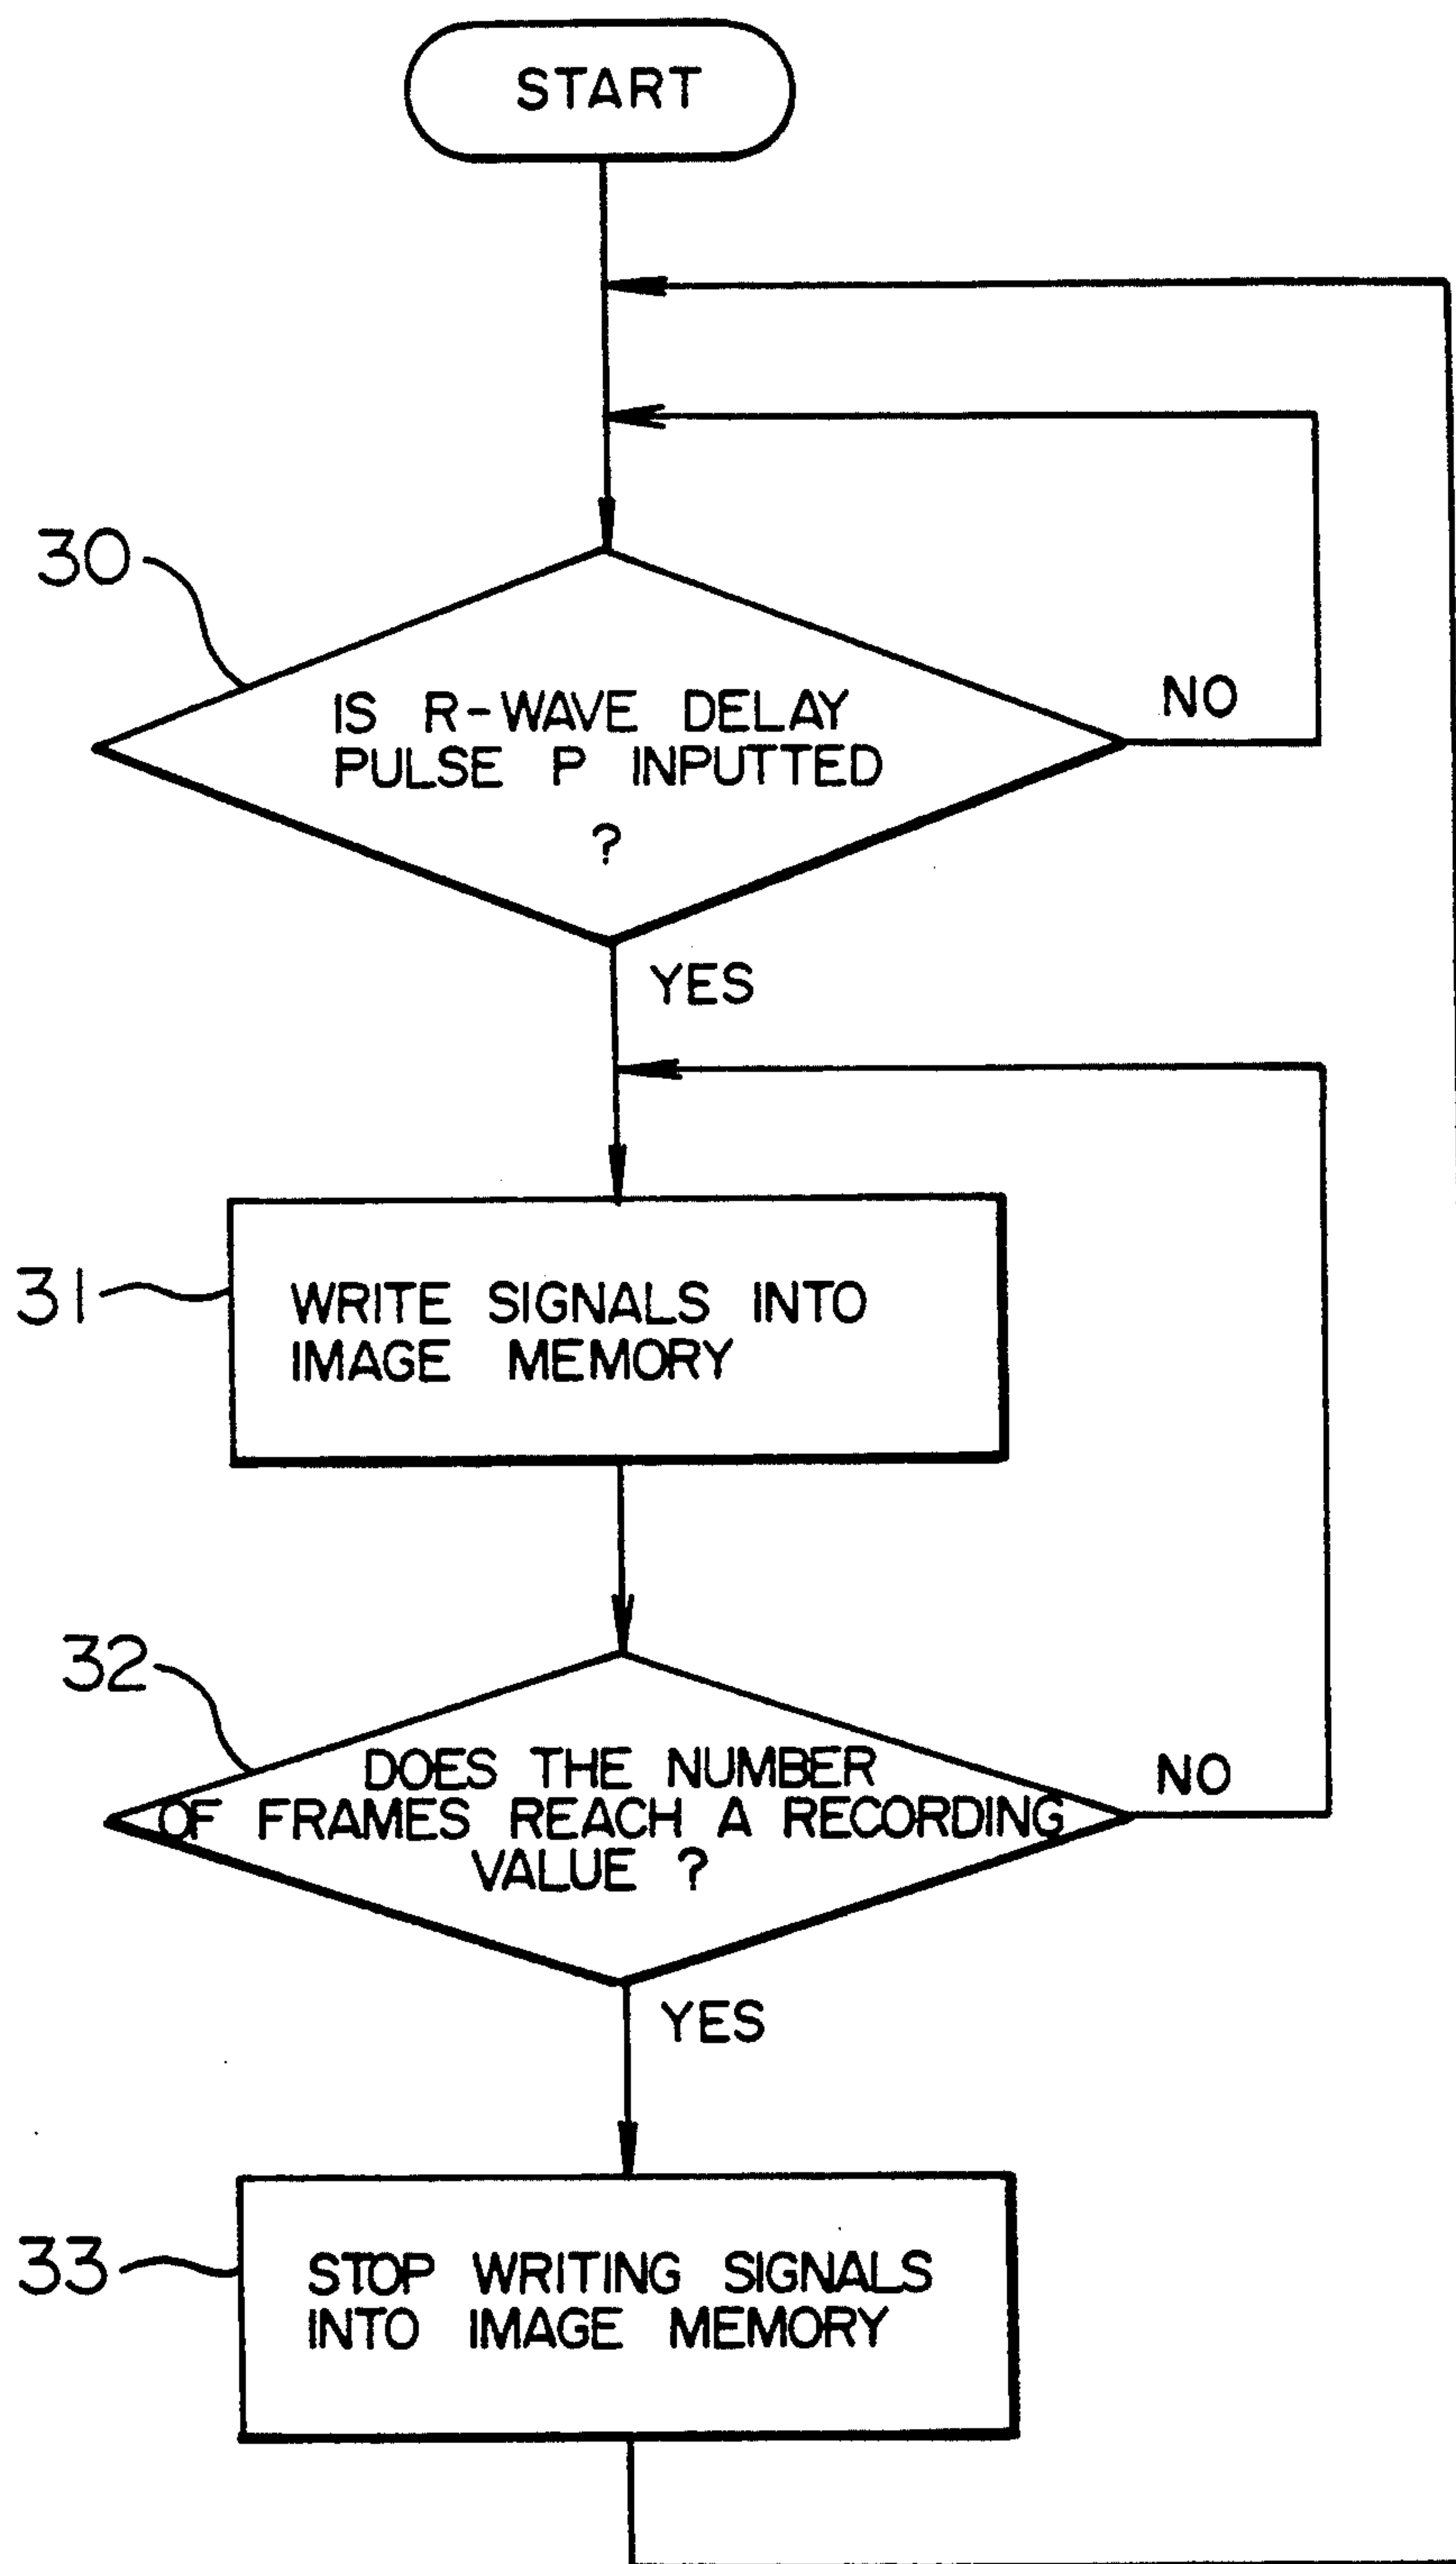 START
30
IS R-WAVE DELAY
PULSE P INPUTTED
?
NO
YES
31
WRITE SIGNALS INTO
IMAGE MEMORY
32
DOES THE NUMBER
OF FRAMES REACH A RECORDING
VALUE ?
NO
YES
33
STOP WRITING SIGNALS
INTO IMAGE MEMORY